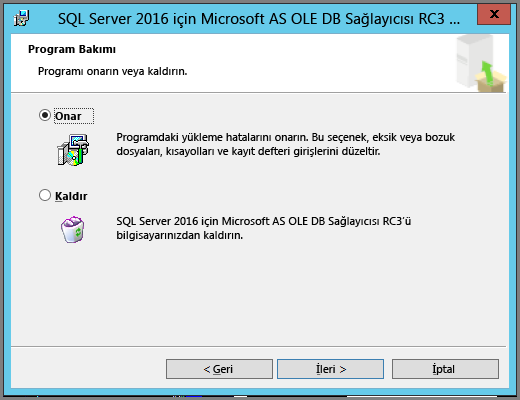 SQL Server 2016 için Microsoft AS OLE DB Sağlayıcısı RC3 ...
x
Program Bakımı
Programı onarın veya kaldırın.
Onar
Programdaki yükleme hatalarını onarın. Bu seçenek, eksik veya bozuk
dosyaları, kısayolları ve kayıt defteri girişlerini düzeltir.
Kaldır
SQL Server 2016 için Microsoft AS OLE DB Sağlayıcısı RC3'ü
bilgisayarınızdan kaldırın.
< Geri
İleri >
İptal